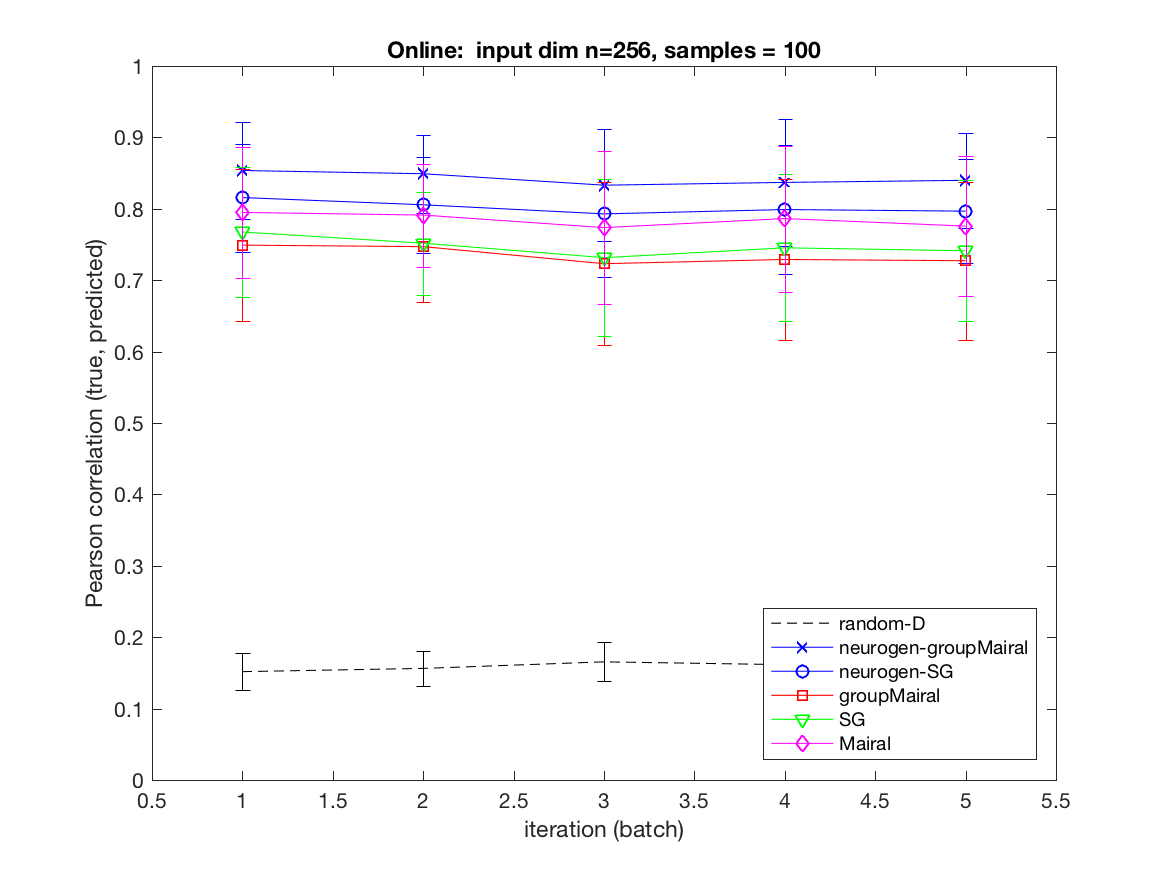 Online:  input dim n=256, samples = 100
Pearson correlation (true, predicted)
1
0.9
0.8
0.7
0.6
0.5
0.4
0.3
0.2
0.1
0
random-D
neurogen-groupMairal
neurogen-SG
groupMairal
SG
Mairal
0.5 1 1.5 2 2.5 3 3.5 4 4.5 5 5.5
iteration (batch)